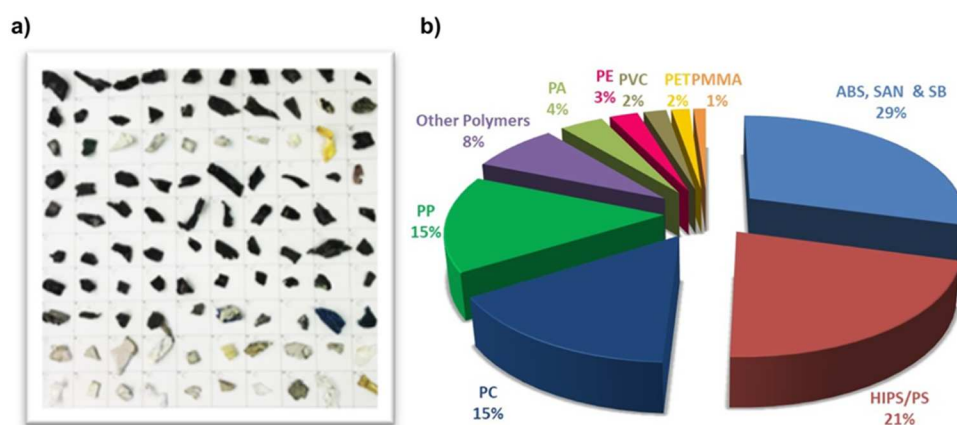 a)
b)
ABS, SAN & SB
29%
HIPS/PS
21%
PC
15%
PP
15%
Other Polymers
8%
PA
4%
PE
3%
PVC
2%
PET
2%
PMMA
1%